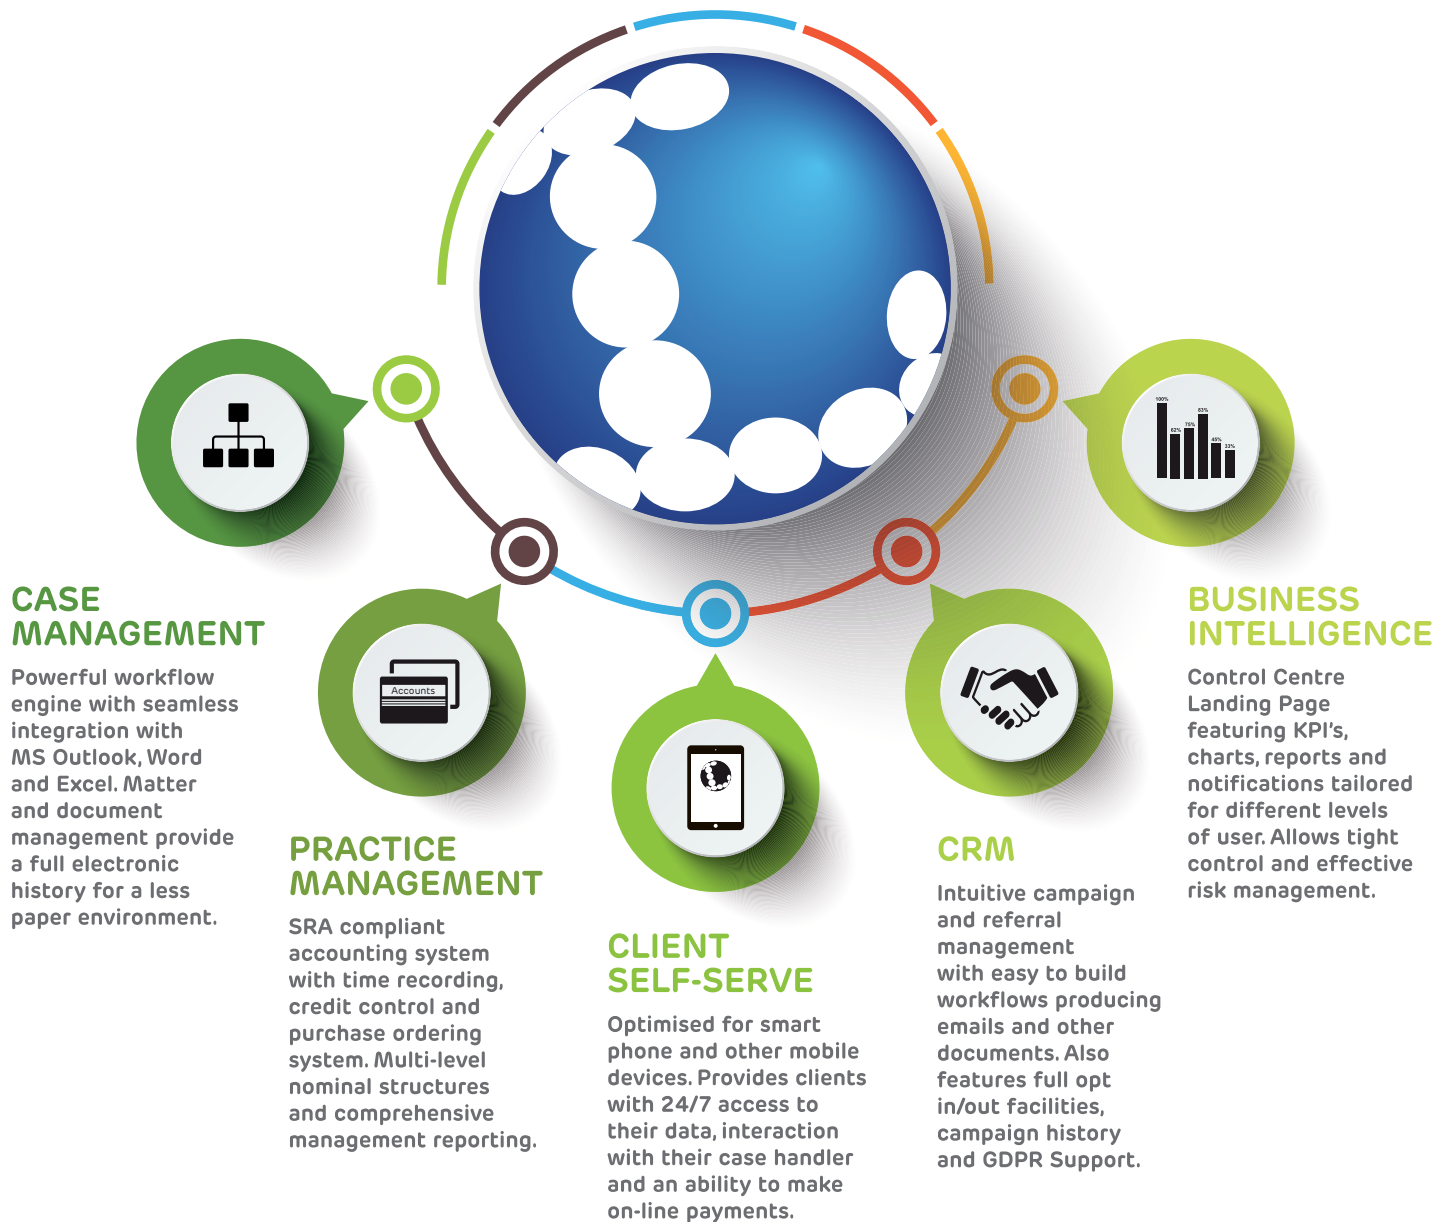 100%
62%
70%
83%
45%
33%
Accounts
CASE
MANAGEMENT
Powerful workflow
engine with seamless
integration with
MS Outlook, Word
and Excel. Matter
and document
management provide
a full electronic
history for a less
paper environment.
PRACTICE
MANAGEMENT
SRA compliant
accounting system
with time recording,
credit control and
purchase ordering
system. Multi-level
nominal structures
and comprehensive
management reporting.
CLIENT
SELF-SERVE
Optimised for smart
phone and other mobile
devices. Provides clients
with 24/7 access to
their data, interaction
with their case handler
and an ability to make
on-line payments.
CRM
Intuitive campaign
and referral
management
with easy to build
workflows producing
emails and other
documents. Also
features full opt
in/out facilities,
campaign history
and GDPR Support.
BUSINESS
INTELLIGENCE
Control Centre
Landing Page
featuring KPI's,
charts, reports and
notifications tailored
for different levels
of user. Allows tight
control and effective
risk management.